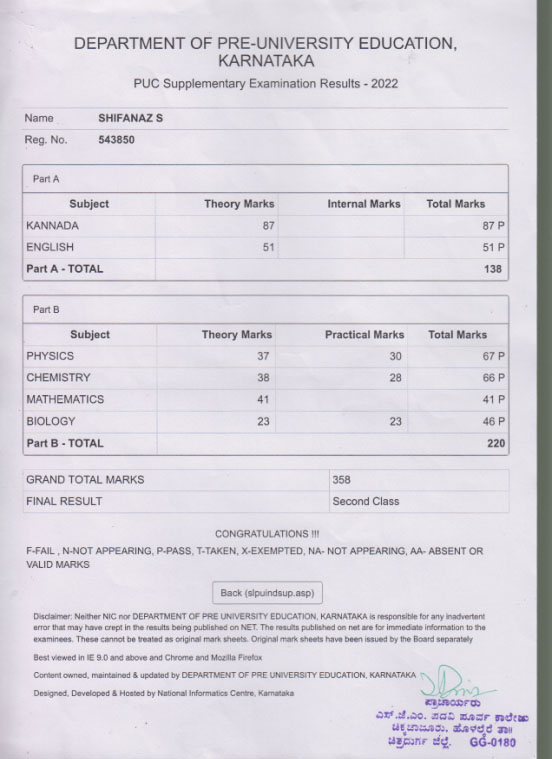 DEPARTMENT OF PRE-UNIVERSITY EDUCATION,
KARNATAKA
PUC Supplementary Examination Results - 2022
Name SHIFANAZ S
Reg. No. 543850
Part A
Subject Theory Marks Internal Marks Total Marks
KANNADA 87 87 P
ENGLISH 51 51 P
Part A - TOTAL 138
Part B
Subject Theory Marks Practical Marks Total Marks
PHYSICS 37 30 67 P
CHEMISTRY 38 28 66 P
MATHEMATICS 41 41 P
BIOLOGY 23 23 46 P
Part B - TOTAL 220
GRAND TOTAL MARKS 358
FINAL RESULT Second Class
CONGRATULATIONS !!!
F-FAIL , N-NOT APPEARING, P-PASS, T-TAKEN, X-EXEMPTED, NA- NOT APPEARING, AA- ABSENT OR
VALID MARKS
Back (slpuindsup.asp)
Disclaimer: Neither NIC nor DEPARTMENT OF PRE UNIVERSITY EDUCATION, KARNATAKA is responsible for any inadvertent
error that may have crept in the results being published on NET. The results published on net are for immediate information to the
examinees. These cannot be treated as original mark sheets. Original mark sheets have been issued by the Board separately
Best viewed in IE 9.0 and above and Chrome and Mozilla Firefox
Content owned, maintained & updated by DEPARTMENT OF PRE UNIVERSITY EDUCATION, KARNATAKA
Designed, Developed & Hosted by National Informatics Centre, Karnataka
ಪ್ರಾಚಾರ್ಯರು
ಎಸ್.ಜೆ.ಎಂ. ಪದವಿ ಪೂರ್ವ ಕಾಲೇಜು
ಚಿಕ್ಕಜಾಜೂರು, ಹೊಳಲ್ಕೆರೆ ತಾ||
ಚಿತ್ರದುರ್ಗ ಜಿಲ್ಲೆ. GG-0180